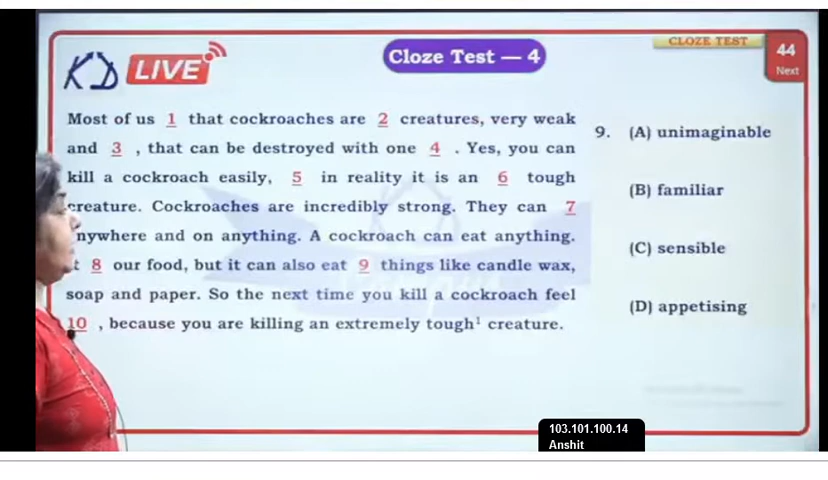 CLOZE TEST
44
Next
KD LIVE
Cloze Test — 4
Most of us 1 that cockroaches are 2 creatures, very weak
and 3 , that can be destroyed with one 4 . Yes, you can
kill a cockroach easily, 5 in reality it is an 6 tough
creature. Cockroaches are incredibly strong. They can 7
nywhere and on anything. A cockroach can eat anything.
t 8 our food, but it can also eat 9 things like candle wax,
soap and paper. So the next time you kill a cockroach feel
10 , because you are killing an extremely tough¹ creature.
9. (A) unimaginable
(B) familiar
(C) sensible
(D) appetising
103.101.100.14
Anshit